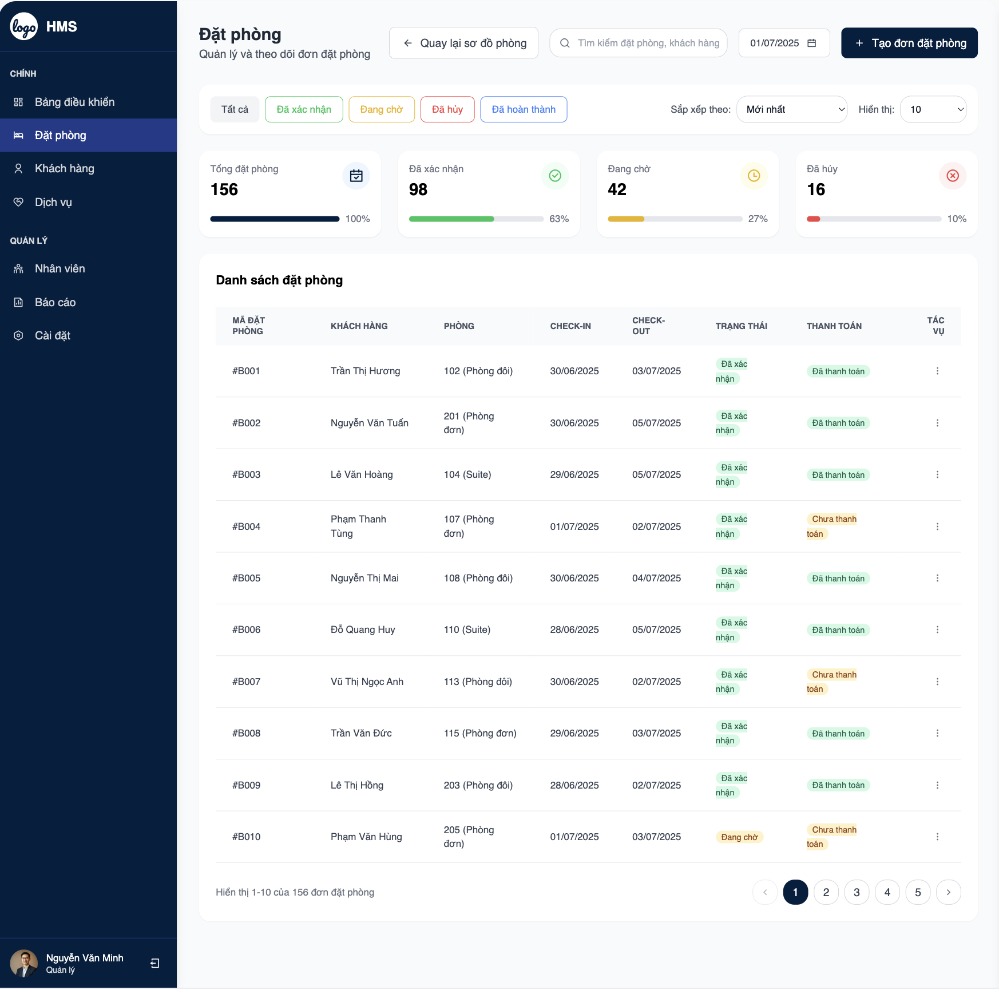 logo HMS
CHÍNH
Bảng điều khiển
Đặt phòng
Khách hàng
Dịch vụ
QUẢN LÝ
Nhân viên
Báo cáo
Cài đặt
Nguyễn Văn Minh
Quản lý
Đặt phòng
Quản lý và theo dõi đơn đặt phòng
Quay lại sơ đồ phòng
Tìm kiếm đặt phòng, khách hàng
01/07/2025
+ Tạo đơn đặt phòng
Tất cả Đã xác nhận Đang chờ Đã hủy Đã hoàn thành
Sắp xếp theo: Mới nhất Hiển thị: 10
Tổng đặt phòng
156
100%
Đã xác nhận
98
63%
Đang chờ
42
27%
Đã hủy
16
10%
Danh sách đặt phòng
MÃ ĐẶT
PHÒNG
KHÁCH HÀNG
PHÒNG
CHECK-IN
CHECK-
OUT
TRẠNG THÁI
THANH TOÁN
TÁC
VỤ
#B001
Trần Thị Hương
102 (Phòng đôi)
30/06/2025
03/07/2025
Đã xác
nhận
Đã thanh toán
#B002
Nguyễn Văn Tuấn
201 (Phòng
đơn)
30/06/2025
05/07/2025
Đã xác
nhận
Đã thanh toán
#B003
Lê Văn Hoàng
104 (Suite)
29/06/2025
05/07/2025
Đã xác
nhận
Đã thanh toán
#B004
Phạm Thanh
Tùng
107 (Phòng
đơn)
01/07/2025
02/07/2025
Đã xác
nhận
Chưa thanh
toán
#B005
Nguyễn Thị Mai
108 (Phòng đôi)
30/06/2025
04/07/2025
Đã xác
nhận
Đã thanh toán
#B006
Đỗ Quang Huy
110 (Suite)
28/06/2025
05/07/2025
Đã xác
nhận
Đã thanh toán
#B007
Vũ Thị Ngọc Anh
113 (Phòng đôi)
30/06/2025
02/07/2025
Đã xác
nhận
Chưa thanh
toán
#B008
Trần Văn Đức
115 (Phòng đơn)
29/06/2025
03/07/2025
Đã xác
nhận
Đã thanh toán
#B009
Lê Thị Hồng
203 (Phòng đôi)
28/06/2025
02/07/2025
Đã xác
nhận
Đã thanh toán
#B010
Phạm Văn Hùng
205 (Phòng
đơn)
01/07/2025
03/07/2025
Đang chờ
Chưa thanh
toán
Hiển thị 1-10 của 156 đơn đặt phòng
1 2 3 4 5